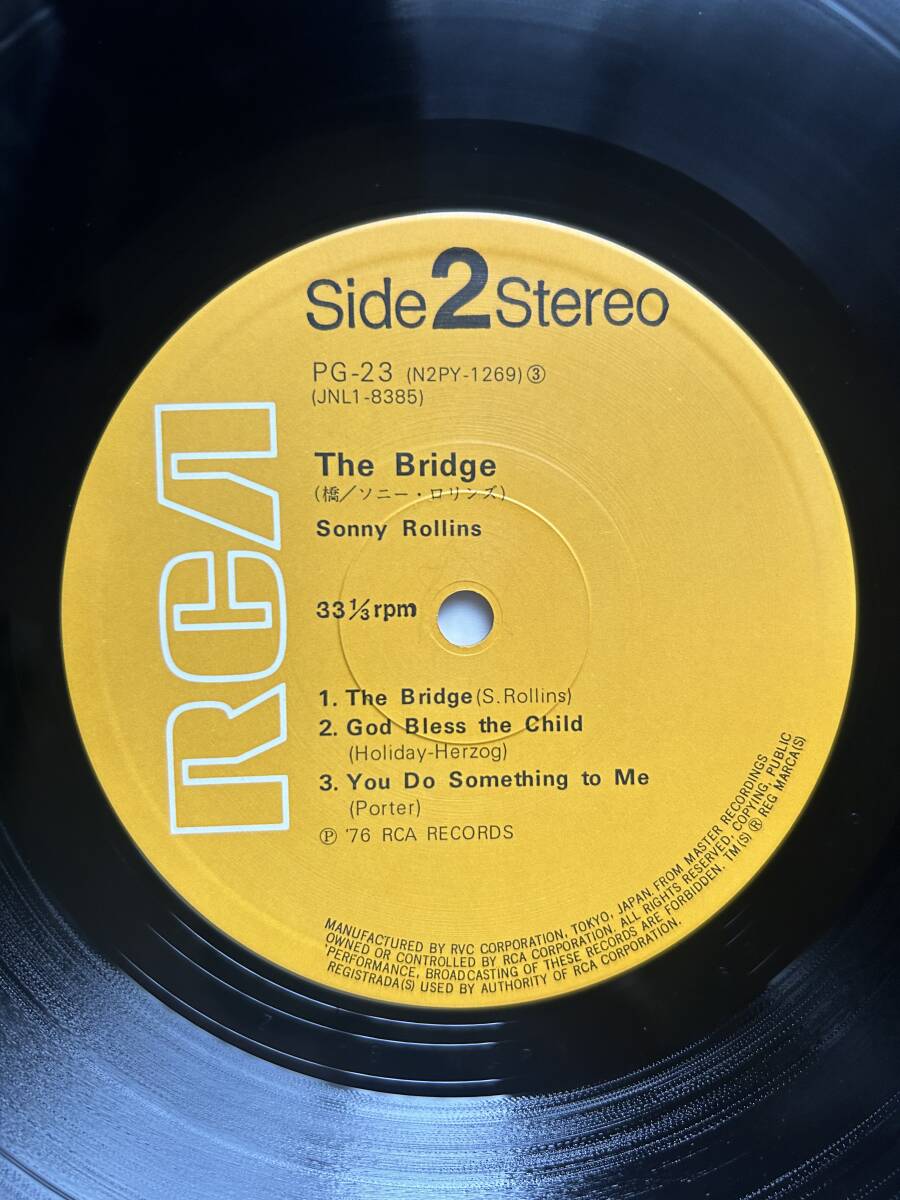 Side 2 Stereo
PG-23 (N2PY-1269)③
(JNL1-8385)
The Bridge
(橋/ソニー・ロリンズ)
Sonny Rollins
33 1/3 rpm
1. The Bridge (S. Rollins)
2. God Bless the Child
(Holiday-Herzog)
3. You Do Something to Me
(Porter)
Ⓟ '76 RCA RECORDS
RCA
MANUFACTURED BY RVC CORPORATION, TOKYO, JAPAN. FROM MASTER RECORDINGS
OWNED OR CONTROLLED BY RCA CORPORATION. ALL RIGHTS RESERVED, COPYING, PUBLIC
'PERFORMANCE, BROADCASTING OF THESE RECORDS ARE FORBIDDEN. TM(S) ® REG MARCA(S)
REGISTRADA(S) USED BY AUTHORITY OF RCA CORPORATION.